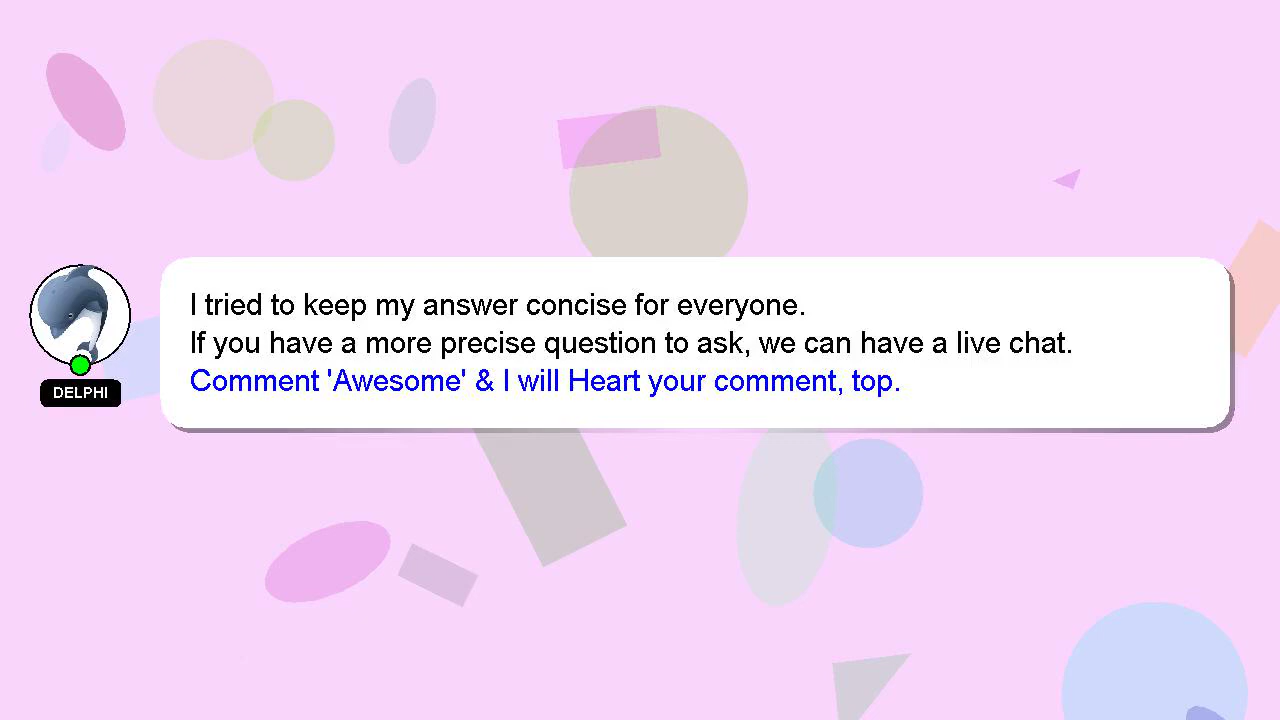 I tried to keep my answer concise for everyone.
If you have a more precise question to ask, we can have a live chat.
Comment 'Awesome' & I will Heart your comment, top.
DELPHI